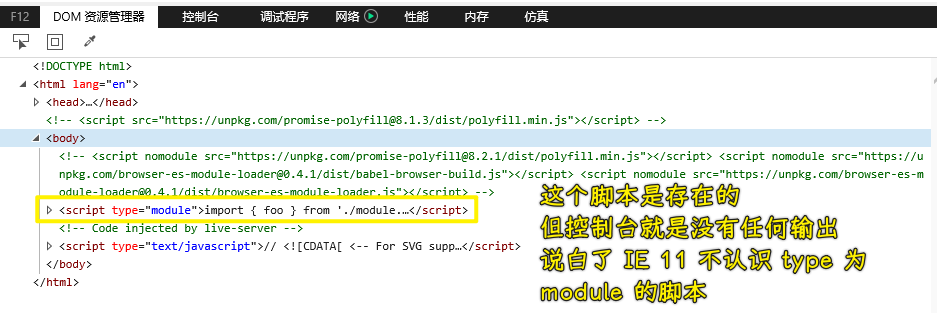 F12 DOM 资源管理器 控制台 调试程序 网络 性能 内存 仿真
<!DOCTYPE html>
<html lang="en">
<head>…</head>
<!-- <script src="https://unpkg.com/promise-polyfill@8.1.3/dist/polyfill.min.js"></script> -->
<body>
<!-- <script nomodule src="https://unpkg.com/promise-polyfill@8.2.1/dist/polyfill.min.js"></script> <script nomodule src="https://u
npkg.com/browser-es-module-loader@0.4.1/dist/babel-browser-build.js"></script> <script nomodule src="https://unpkg.com/browser-es-m
odule-loader@0.4.1/dist/browser-es-module-loader.js"></script> -->
<script type="module">import { foo } from './module.…</script>
<!-- Code injected by live-server -->
<script type="text/javascript">// <![CDATA[ <-- For SVG supp…</script>
</body>
</html>
这个脚本是存在的
但控制台就是没有任何输出
说白了 IE 11 不认识 type 为
module 的脚本